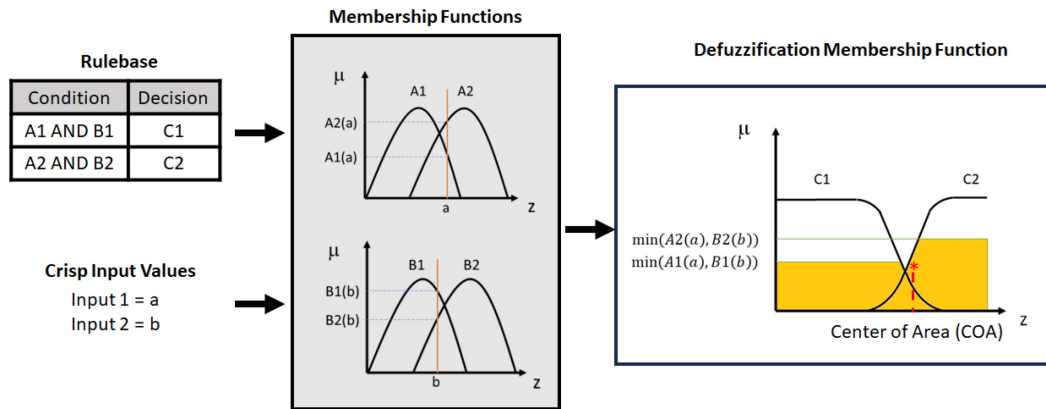 Rulebase
Condition Decision
A1 AND B1 C1
A2 AND B2 C2
Crisp Input Values
Input 1 = a
Input 2 = b
Membership Functions
μ
A1 A2
A2(a)
A1(a)
a
z
μ
B1 B2
B1(b)
B2(b)
b
z
Defuzzification Membership Function
μ
C1 C2
min(A2(a), B2(b))
min(A1(a), B1(b))
*
z
Center of Area (COA)